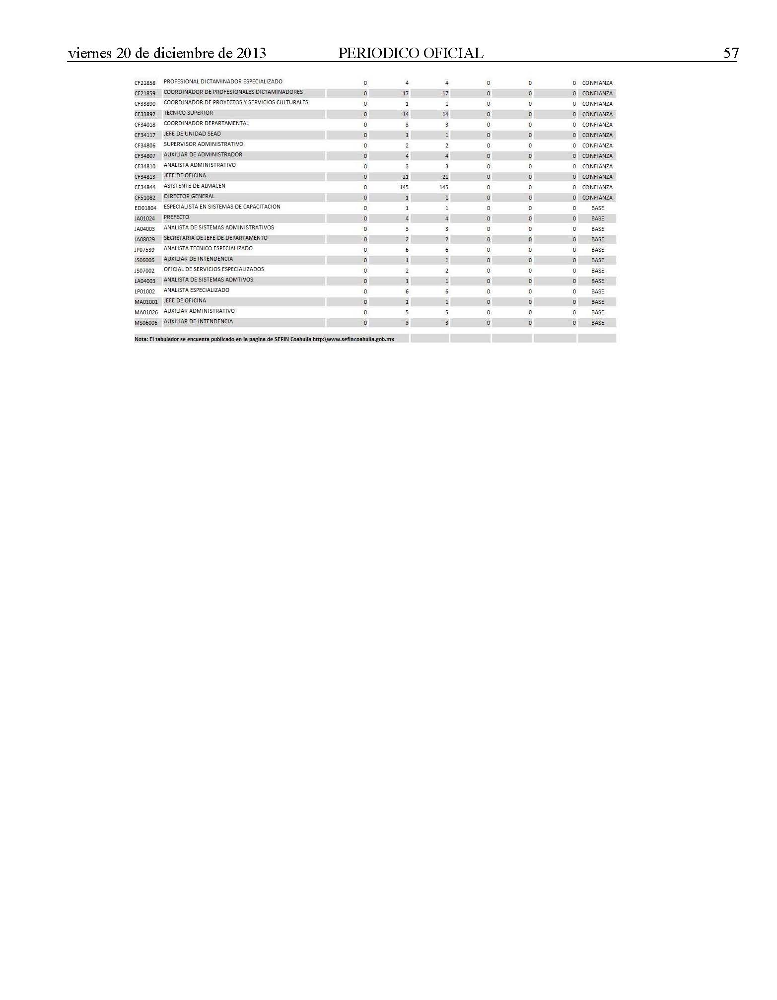 viernes 20 de diciembre de 2013 PERIODICO OFICIAL 57
CF21858 PROFESIONAL DICTAMINADOR ESPECIALIZADO 0 4 4 0 0 0 CONFIANZA
CF21859 COORDINADOR DE PROFESIONALES DICTAMINADORES 0 17 17 0 0 0 CONFIANZA
CF33890 COORDINADOR DE PROYECTOS Y SERVICIOS CULTURALES 0 1 1 0 0 0 CONFIANZA
CF33892 TECNICO SUPERIOR 0 14 14 0 0 0 CONFIANZA
CF34018 COORDINADOR DEPARTAMENTAL 0 3 3 0 0 0 CONFIANZA
CF34117 JEFE DE UNIDAD SEAD 0 1 1 0 0 0 CONFIANZA
CF34806 SUPERVISOR ADMINISTRATIVO 0 2 2 0 0 0 CONFIANZA
CF34807 AUXILIAR DE ADMINISTRADOR 0 4 4 0 0 0 CONFIANZA
CF34810 ANALISTA ADMINISTRATIVO 0 3 3 0 0 0 CONFIANZA
CF34813 JEFE DE OFICINA 0 21 21 0 0 0 CONFIANZA
CF34844 ASISTENTE DE ALMACEN 0 145 145 0 0 0 CONFIANZA
CF51082 DIRECTOR GENERAL 0 1 1 0 0 0 CONFIANZA
ED01804 ESPECIALISTA EN SISTEMAS DE CAPACITACION 0 1 1 0 0 0 BASE
JA01024 PREFECTO 0 4 4 0 0 0 BASE
JA04003 ANALISTA DE SISTEMAS ADMINISTRATIVOS 0 3 3 0 0 0 BASE
JA08029 SECRETARIA DE JEFE DE DEPARTAMENTO 0 2 2 0 0 0 BASE
JP07539 ANALISTA TECNICO ESPECIALIZADO 0 6 6 0 0 0 BASE
JS06006 AUXILIAR DE INTENDENCIA 0 1 1 0 0 0 BASE
JS07002 OFICIAL DE SERVICIOS ESPECIALIZADOS 0 2 2 0 0 0 BASE
LA04003 ANALISTA DE SISTEMAS ADMTIVOS. 0 1 1 0 0 0 BASE
LP01002 ANALISTA ESPECIALIZADO 0 6 6 0 0 0 BASE
MA01001 JEFE DE OFICINA 0 1 1 0 0 0 BASE
MA01026 AUXILIAR ADMINISTRATIVO 0 5 5 0 0 0 BASE
MS06006 AUXILIAR DE INTENDENCIA 0 3 3 0 0 0 BASE
Nota: El tabulador se encuenta publicado en la pagina de SEFIN Coahuila http:\www.sefincoahuila.gob.mx